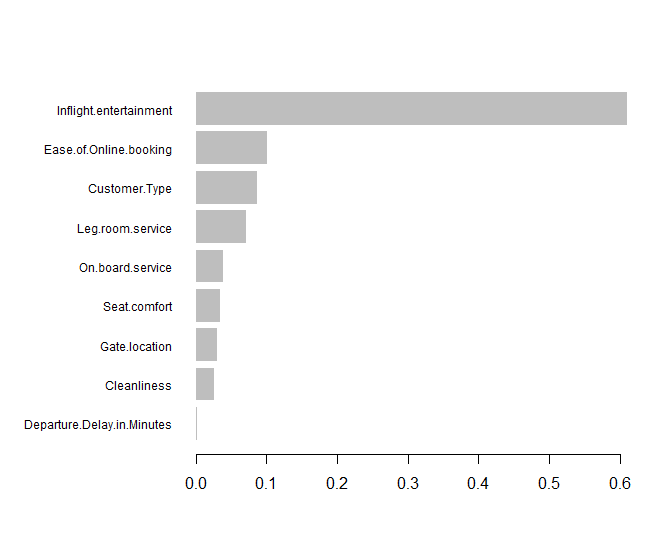 Inflight.entertainment
Ease.of.Online.booking
Customer.Type
Leg.room.service
On.board.service
Seat.comfort
Gate.location
Cleanliness
Departure.Delay.in.Minutes
0.0 0.1 0.2 0.3 0.4 0.5 0.6